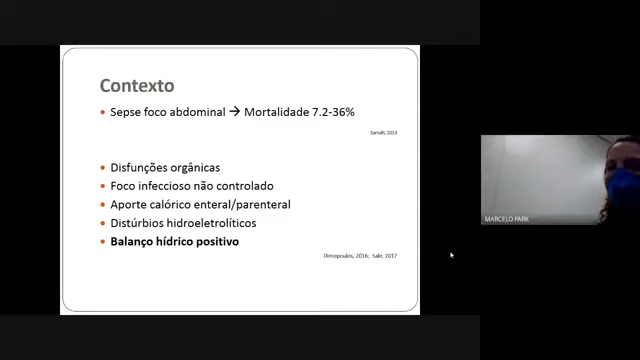 Contexto
• Sepse foco abdominal → Mortalidade 7.2-36%
Sartelli, 2014
• Disfunções orgânicas
• Foco infeccioso não controlado
• Aporte calórico enteral/parenteral
• Distúrbios hidroeletrolíticos
• Balanço hídrico positivo
Dimopoulos, 2016; Sakr, 2017
MARCELO PARK